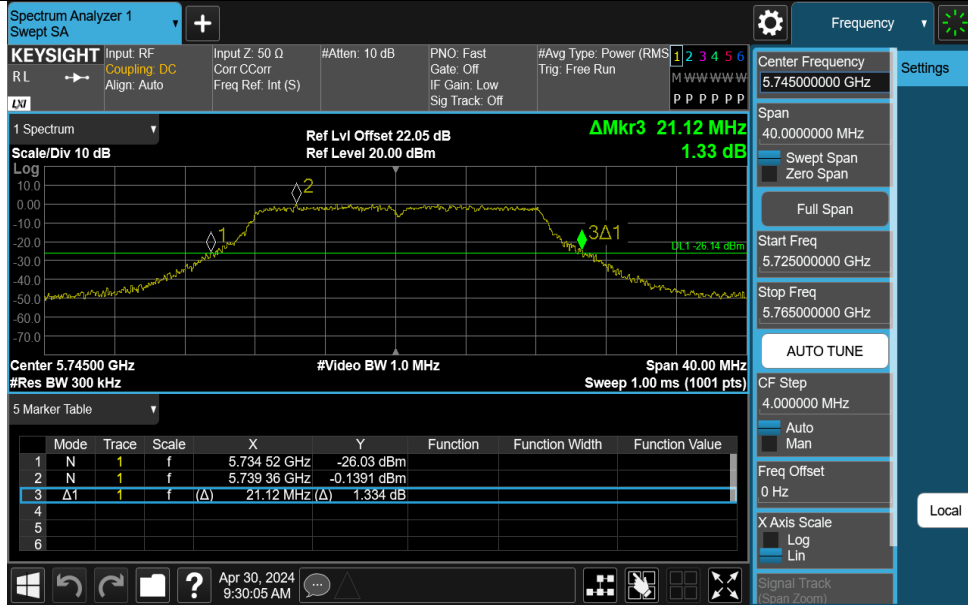 Spectrum Analyzer 1
Swept SA
+
Frequency
KEYSIGHT
R L
LXI
Input: RF
Coupling: DC
Align: Auto
Input Z: 50 Ω
Corr CCorr
Freq Ref: Int (S)
#Atten: 10 dB
PNO: Fast
Gate: Off
IF Gain: Low
Sig Track: Off
#Avg Type: Power (RMS
Trig: Free Run
1 2 3 4 5 6
M W W W W W
P P P P P P
1 Spectrum
Scale/Div 10 dB
Log
Ref Lvl Offset 22.05 dB
Ref Level 20.00 dBm
ΔMkr3 21.12 MHz
1.33 dB
10.0
0.00
-10.0
-20.0
-30.0
-40.0
-50.0
-60.0
-70.0
1
2
3Δ1
DL1 -26.14 dBm
Center 5.74500 GHz
#Video BW 1.0 MHz
Span 40.00 MHz
#Res BW 300 kHz
Sweep 1.00 ms (1001 pts)
5 Marker Table
Mode Trace Scale X Y Function Function Width Function Value
1 N 1 f 5.734 52 GHz -26.03 dBm
2 N 1 f 5.739 36 GHz -0.1391 dBm
3 Δ1 1 f (Δ) 21.12 MHz (Δ) 1.334 dB
4
5
6
Center Frequency
5.745000000 GHz
Settings
Span
40.0000000 MHz
Swept Span
Zero Span
Full Span
Start Freq
5.725000000 GHz
Stop Freq
5.765000000 GHz
AUTO TUNE
CF Step
4.000000 MHz
Auto
Man
Freq Offset
0 Hz
Local
X Axis Scale
Log
Lin
Signal Track
(Span Zoom)
?
Apr 30, 2024
9:30:05 AM